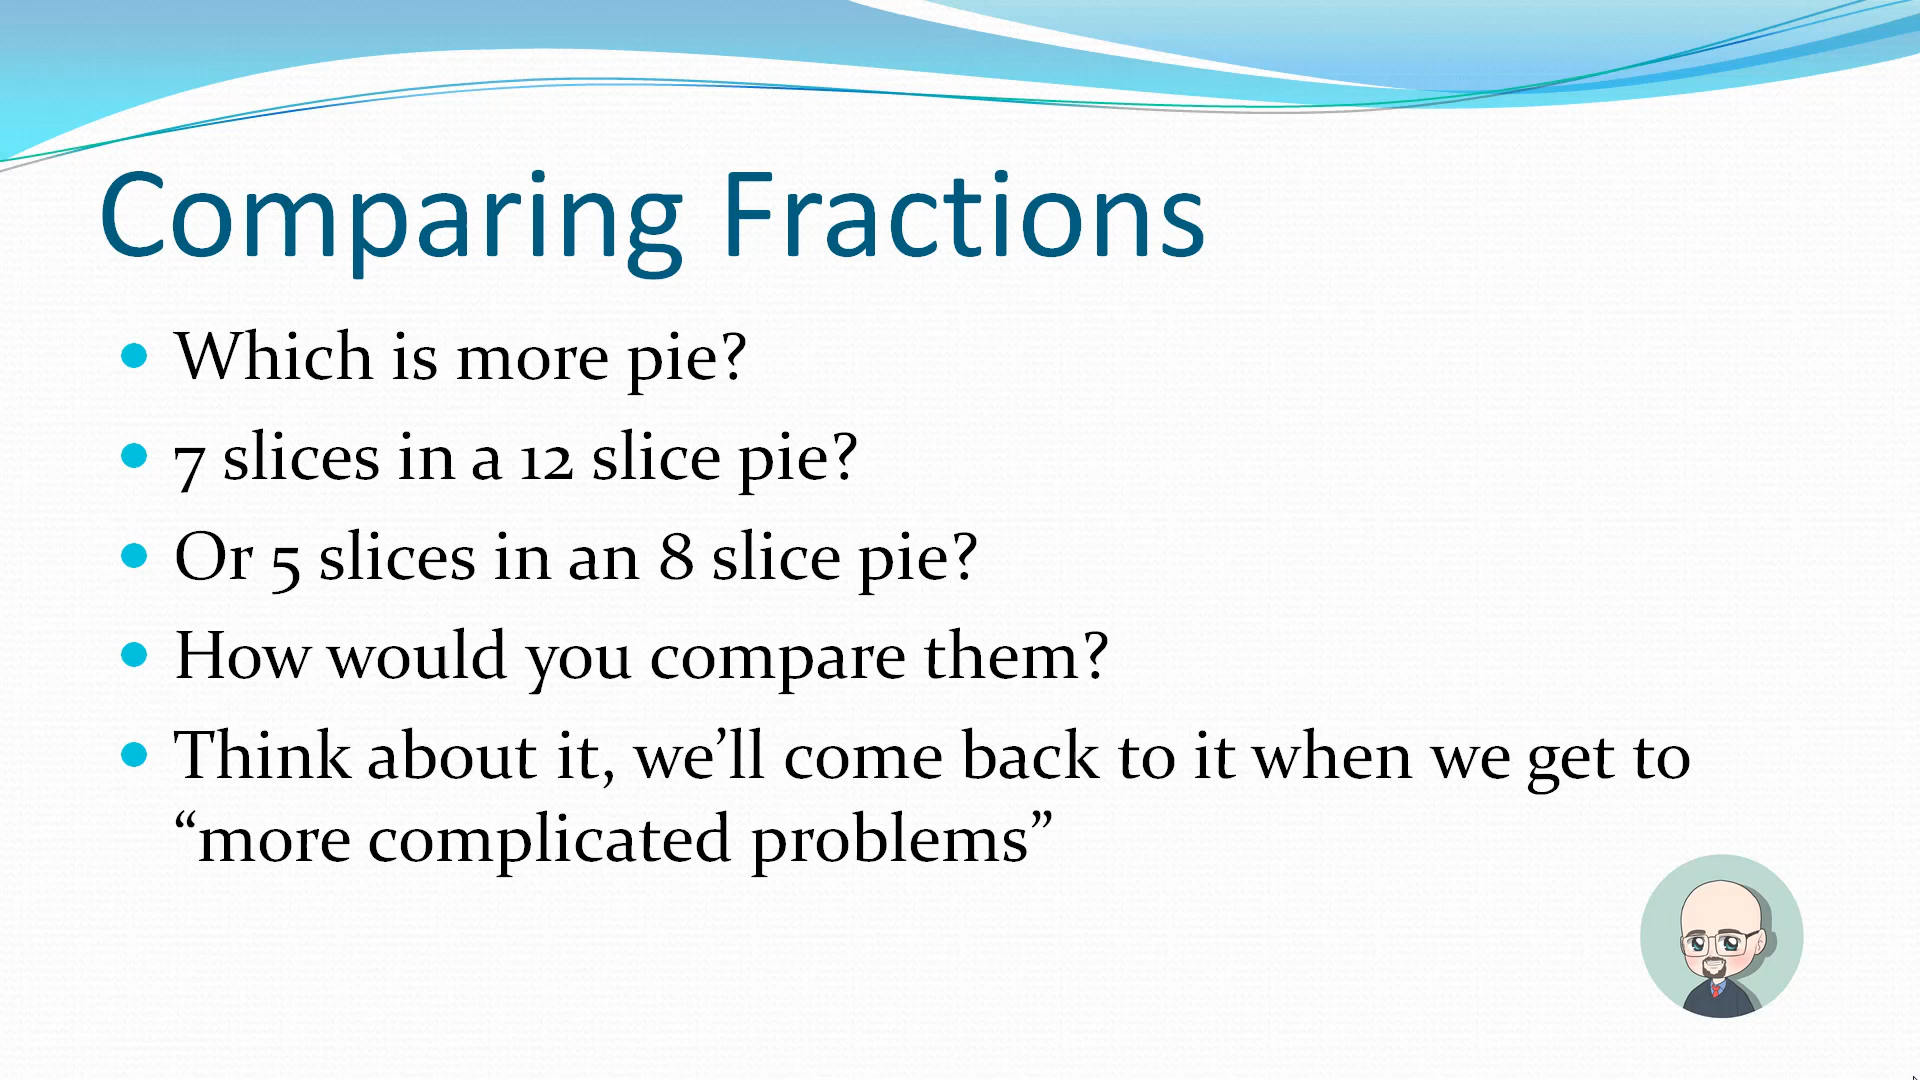 Comparing Fractions
Which is more pie?
7 slices in a 12 slice pie?
Or 5 slices in an 8 slice pie?
How would you compare them?
Think about it, we’ll come back to it when we get to
“more complicated problems”